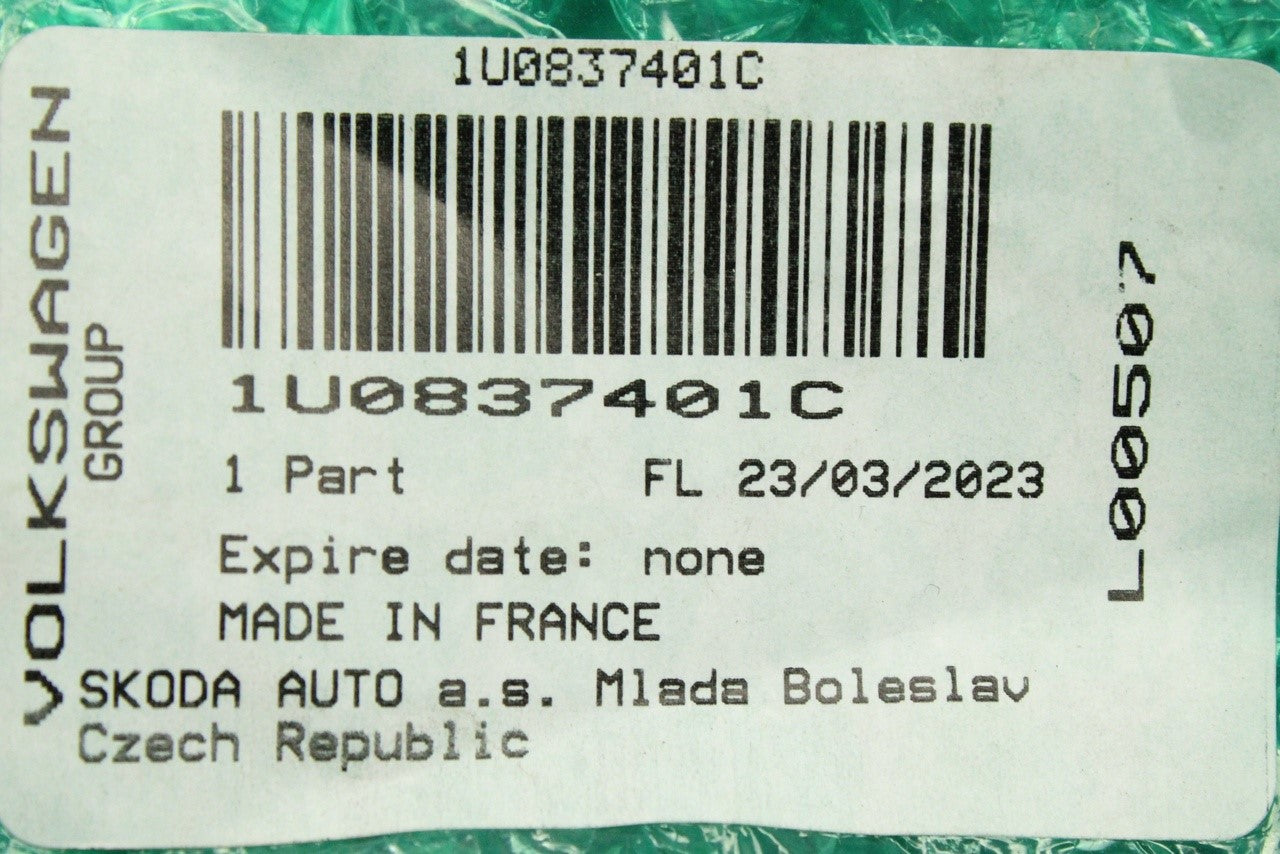 1U0837401C
1U0837401C
1 Part FL 23/03/2023
Expire date: none
MADE IN FRANCE
SKODA AUTO a.s. Mlada Boleslav
Czech Republic
VOLKSWAGEN
GROUP
L00507